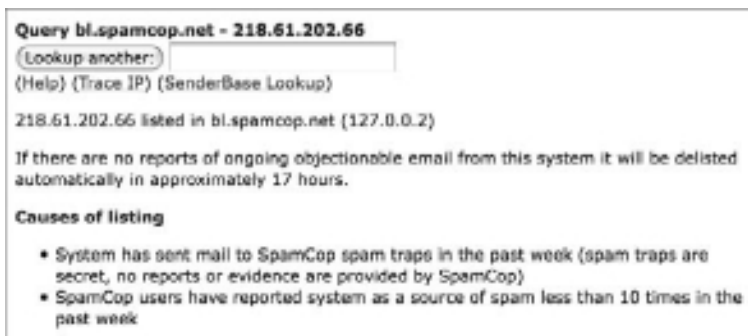 Query bl.spamcop.net - 218.61.202.66
(Lookup another:)
(Help) (Trace IP) (SenderBase Lookup)
218.61.202.66 listed in bl.spamcop.net (127.0.0.2)
If there are no reports of ongoing objectionable email from this system it will be delisted
automatically in approximately 17 hours.
Causes of listing
• System has sent mail to SpamCop spam traps in the past week (spam traps are
secret, no reports or evidence are provided by SpamCop)
• SpamCop users have reported system as a source of spam less than 10 times in the
past week